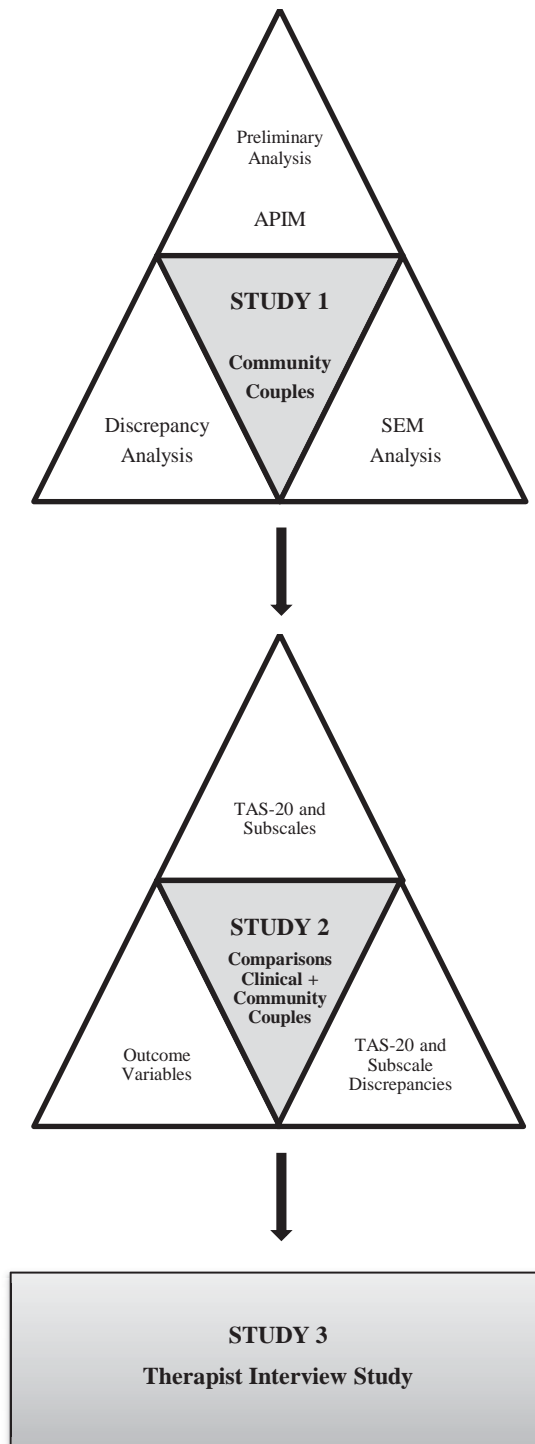 Preliminary
Analysis
APIM
STUDY 1
Community
Couples
Discrepancy
Analysis
SEM
Analysis
TAS-20 and
Subscales
STUDY 2
Comparisons
Clinical +
Community
Couples
Outcome
Variables
TAS-20 and
Subscale
Discrepancies
STUDY 3
Therapist Interview Study